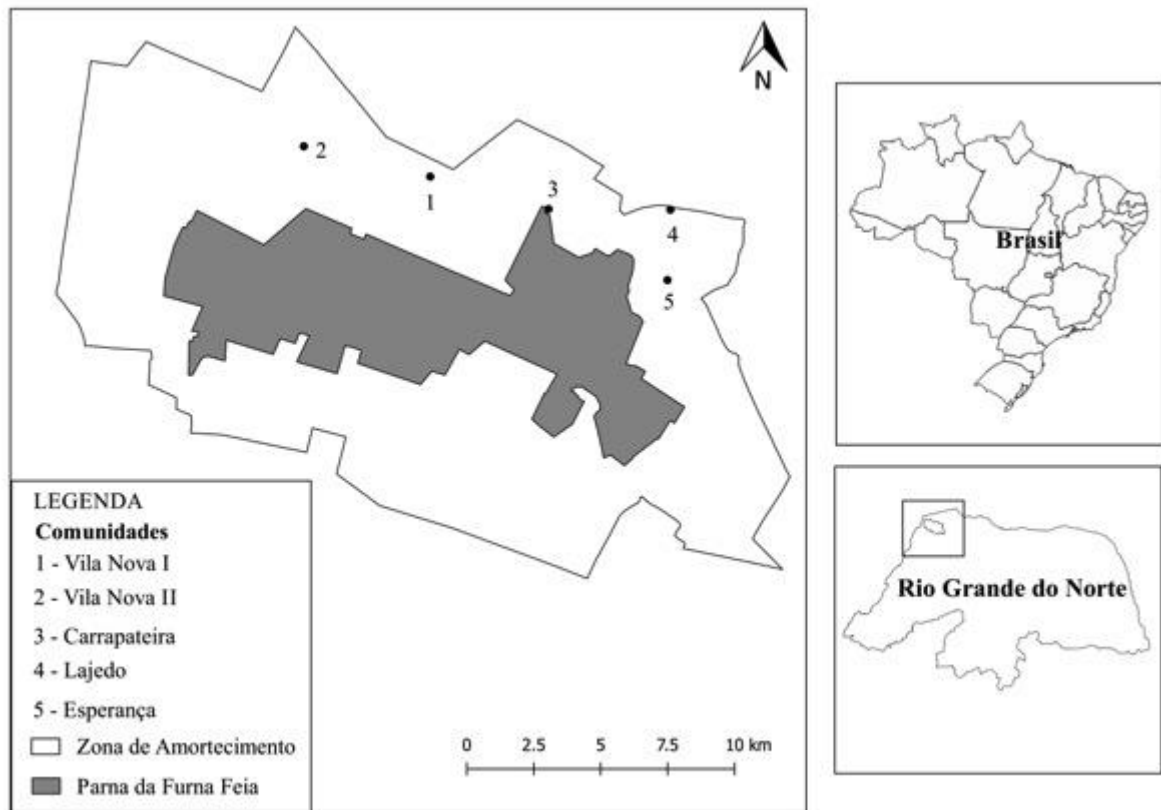 N
2
1
3
4
5
LEGENDA
Comunidades
1 - Vila Nova I
2 - Vila Nova II
3 - Carrapateira
4 - Lajedo
5 - Esperança
Zona de Amortecimento
Parna da Furna Feia
0 2.5 5 7.5 10 km
Brasil
Rio Grande do Norte